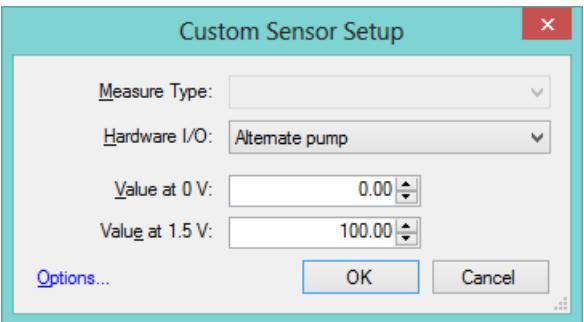 Custom Sensor Setup
Measure Type:
Hardware I/O: Alternate pump
Value at 0 V: 0.00
Value at 1.5 V: 100.00
Options... OK Cancel